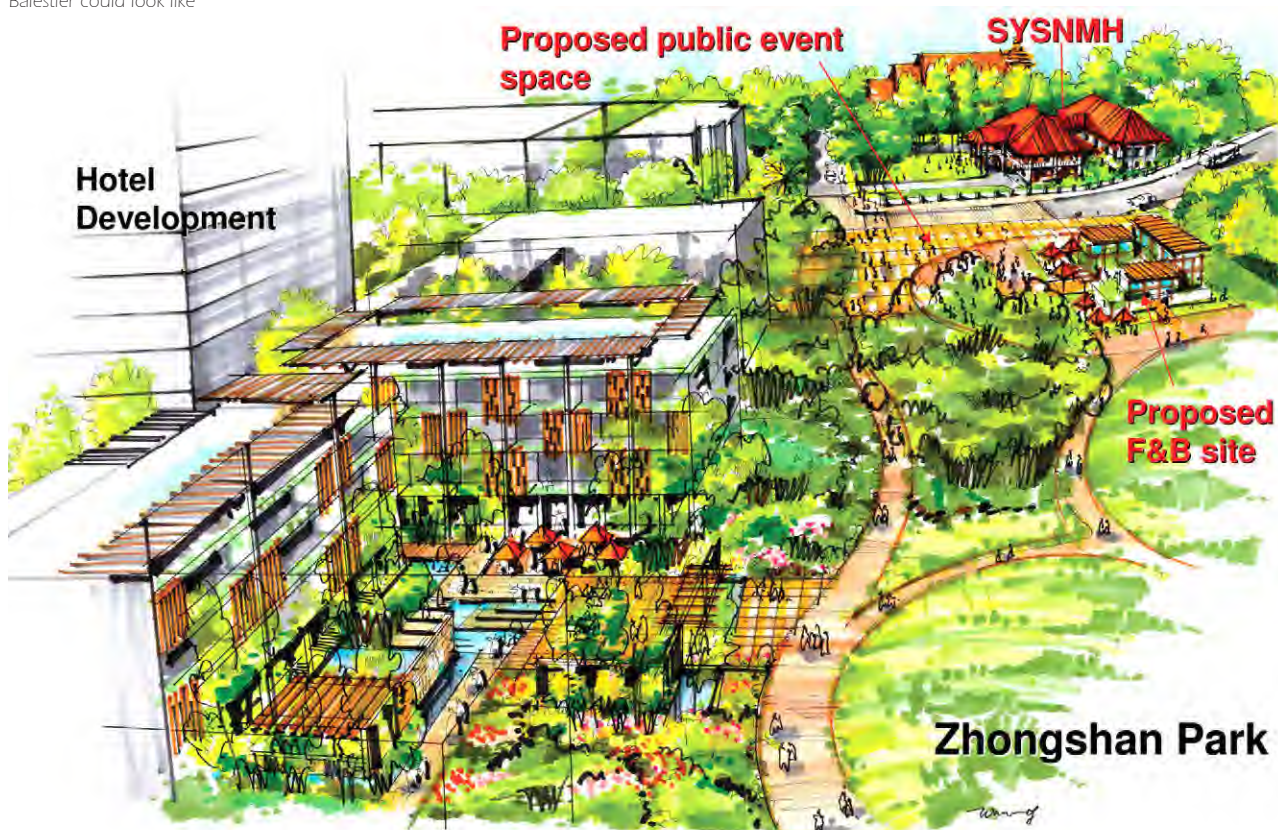 Balestier could look like
Proposed public event
space
SYSNMH
Hotel
Development
Proposed
F&B site
Zhongshan Park